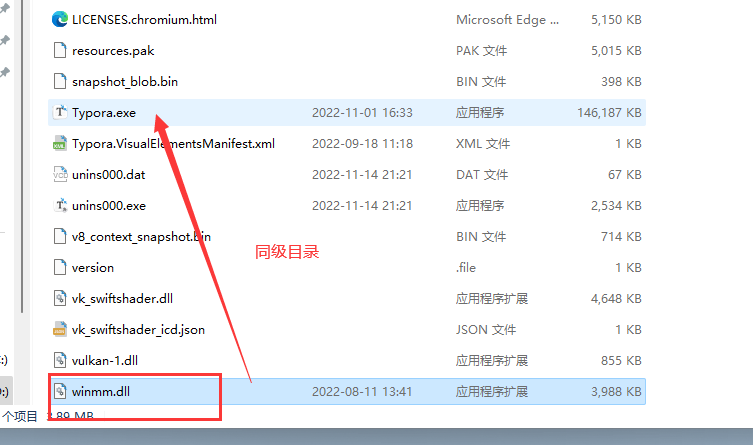 LICENSES.chromium.html Microsoft Edge ... 5,150 KB
resources.pak PAK 文件 5,015 KB
snapshot_blob.bin BIN 文件 398 KB
Typora.exe 2022-11-01 16:33 应用程序 146,187 KB
Typora.VisualElementsManifest.xml 2022-09-18 11:18 XML 文件 1 KB
unins000.dat 2022-11-14 21:21 DAT 文件 67 KB
unins000.exe 2022-11-14 21:21 应用程序 2,534 KB
v8_context_snapshot.bin BIN 文件 714 KB
同级目录
version .file 1 KB
vk_swiftshader.dll 应用程序扩展 4,648 KB
vk_swiftshader_icd.json JSON 文件 1 KB
:) vulkan-1.dll 应用程序扩展 855 KB
:) winmm.dll 2022-08-11 13:41 应用程序扩展 3,988 KB
个项目 3.89 MB